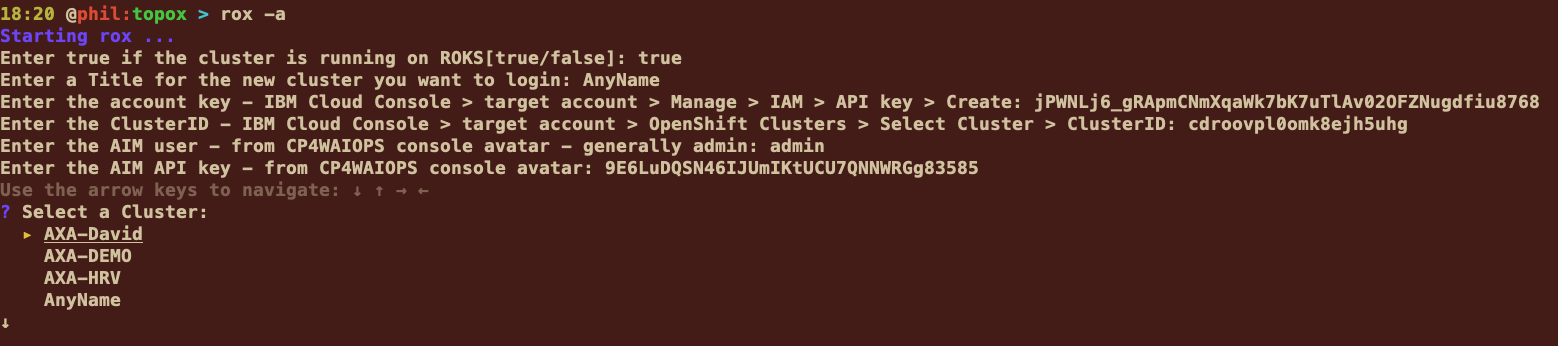 18:20 @phil:topox > rox -a
Starting rox ...
Enter true if the cluster is running on ROKS[true/false]: true
Enter a Title for the new cluster you want to login: AnyName
Enter the account key - IBM Cloud Console > target account > Manage > IAM > API key > Create: jPWNLj6_gRApmCNmXqaWk7bK7uTlAv02OFZNugdfiu8768
Enter the ClusterID - IBM Cloud Console > target account > OpenShift Clusters > Select Cluster > ClusterID: cdroovpl0omk8ejh5uhg
Enter the AIM user - from CP4WAIOPS console avatar - generally admin: admin
Enter the AIM API key - from CP4WAIOPS console avatar: 9E6LuDQSN46IJUmIKtUCU7QNNWRGg83585
Use the arrow keys to navigate: ↓ ↑ → ←
? Select a Cluster:
▸ AXA-David
AXA-DEMO
AXA-HRV
AnyName
↓